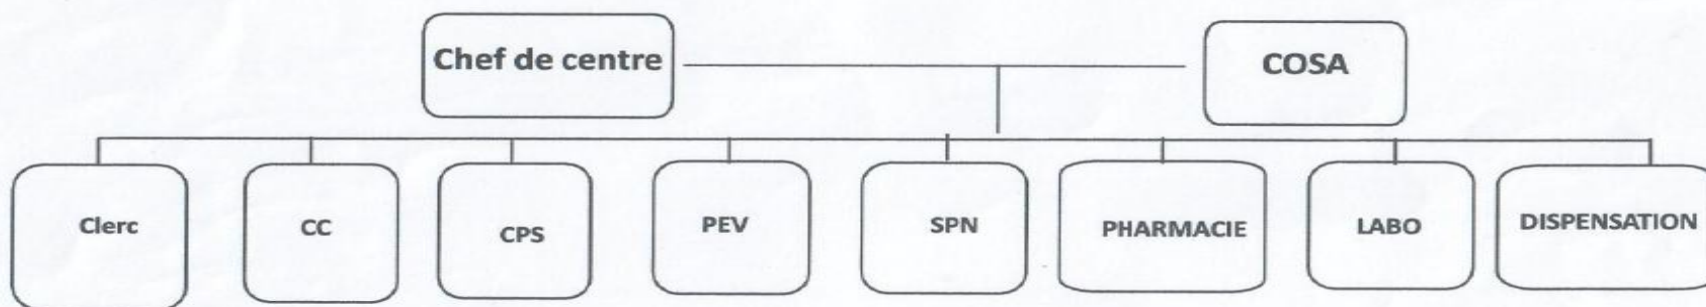 Chef de centre
COSA
Clerc
CC
CPS
PEV
SPN
PHARMACIE
LABO
DISPENSATION